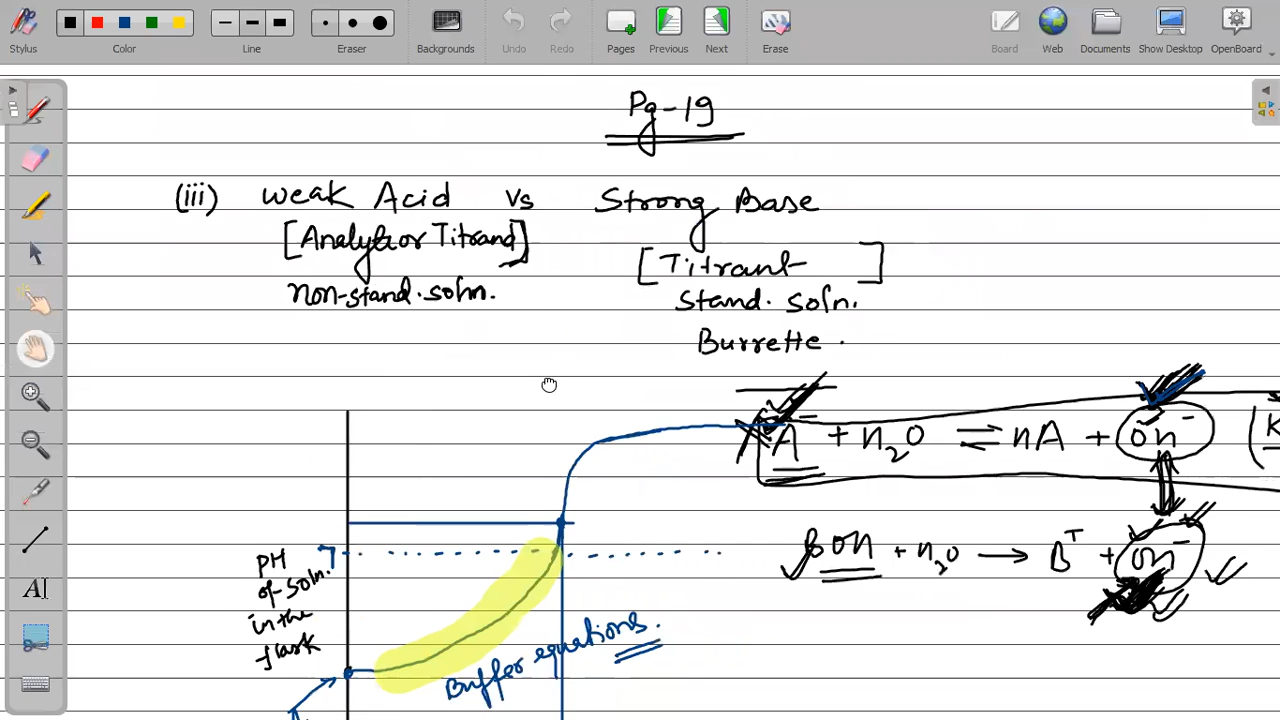 Stylus
Color
Line
Eraser
Backgrounds
Undo
Redo
Pages
Previous
Next
Erase
Board
Web
Documents
Show Desktop
OpenBoard
Pg-19
(iii) Weak Acid Vs Strong Base
[Analyte or Titrand]
[Titrant
]
non-stand. soln.
Stand. soln.
Burrette.
A⁻ + H₂O ⇌ HA + OH⁻ (K
BOH + H₂O → B⁺ + OH⁻
PH
of soln.
in the
flask
7
Buffer equations.